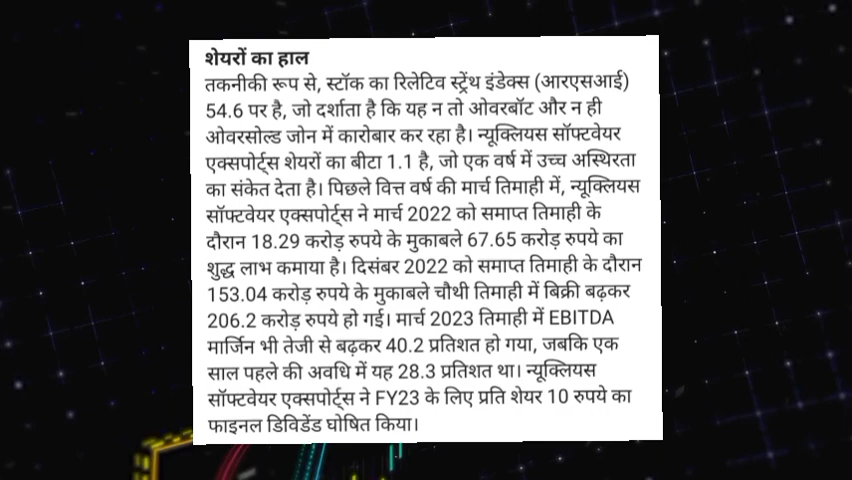 शेयरों का हाल
तकनीकी रूप से, स्टॉक का रिलेटिव स्ट्रेंथ इंडेक्स (आरएसआई)
54.6 पर है, जो दर्शाता है कि यह न तो ओवरबॉट और न ही
ओवरसोल्ड जोन में कारोबार कर रहा है। न्यूक्लियस सॉफ्टवेयर
एक्सपोर्ट्स शेयरों का बीटा 1.1 है, जो एक वर्ष में उच्च अस्थिरता
का संकेत देता है। पिछले वित्त वर्ष की मार्च तिमाही में, न्यूक्लियस
सॉफ्टवेयर एक्सपोर्ट्स ने मार्च 2022 को समाप्त तिमाही के
दौरान 18.29 करोड़ रुपये के मुकाबले 67.65 करोड़ रुपये का
शुद्ध लाभ कमाया है। दिसंबर 2022 को समाप्त तिमाही के दौरान
153.04 करोड़ रुपये के मुकाबले चौथी तिमाही में बिक्री बढ़कर
206.2 करोड़ रुपये हो गई। मार्च 2023 तिमाही में EBITDA
मार्जिन भी तेजी से बढ़कर 40.2 प्रतिशत हो गया, जबकि एक
साल पहले की अवधि में यह 28.3 प्रतिशत था। न्यूक्लियस
सॉफ्टवेयर एक्सपोर्ट्स ने FY23 के लिए प्रति शेयर 10 रुपये का
फाइनल डिविडेंड घोषित किया।